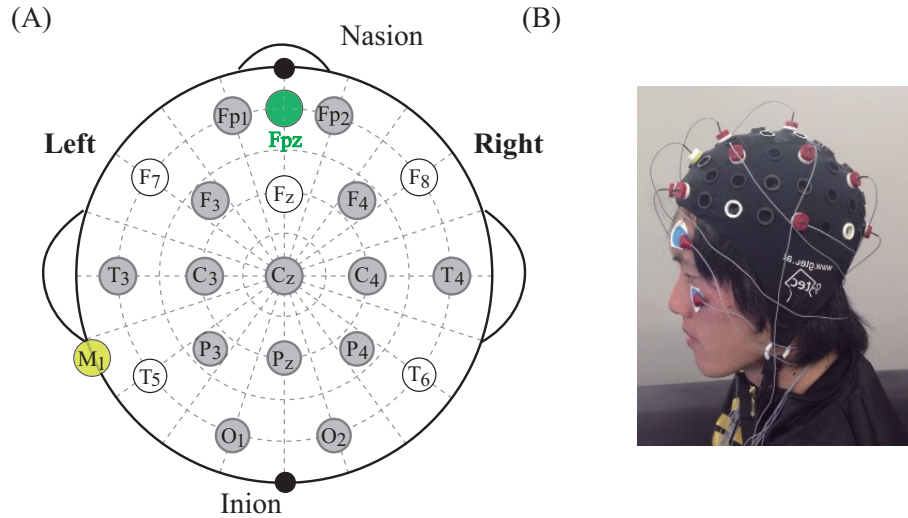 (A)
(B)
Nasion
Fp1 Fp2
Fpz
Left
Right
F7 F8
F3 Fz F4
T3 C3 Cz C4 T4
P3 Pz P4
M1
T5 T6
O1 O2
Inion
www.gtec.at
g.tec